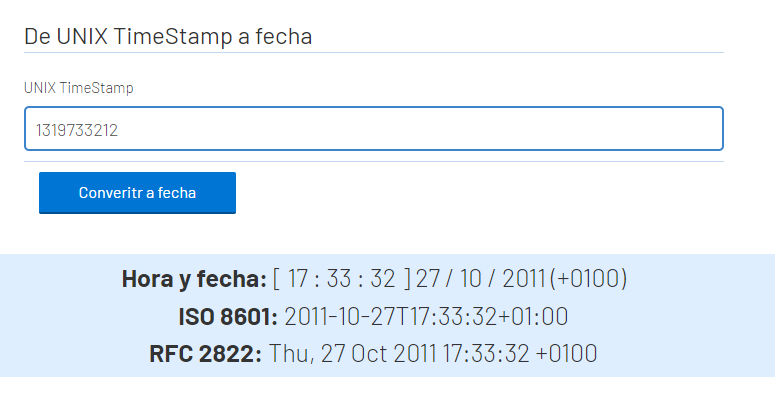 De UNIX TimeStamp a fecha
UNIX TimeStamp
1319733212
Converitr a fecha
Hora y fecha: [ 17 : 33 : 32 ] 27 / 10 / 2011 (+0100)
ISO 8601: 2011-10-27T17:33:32+01:00
RFC 2822: Thu, 27 Oct 2011 17:33:32 +0100